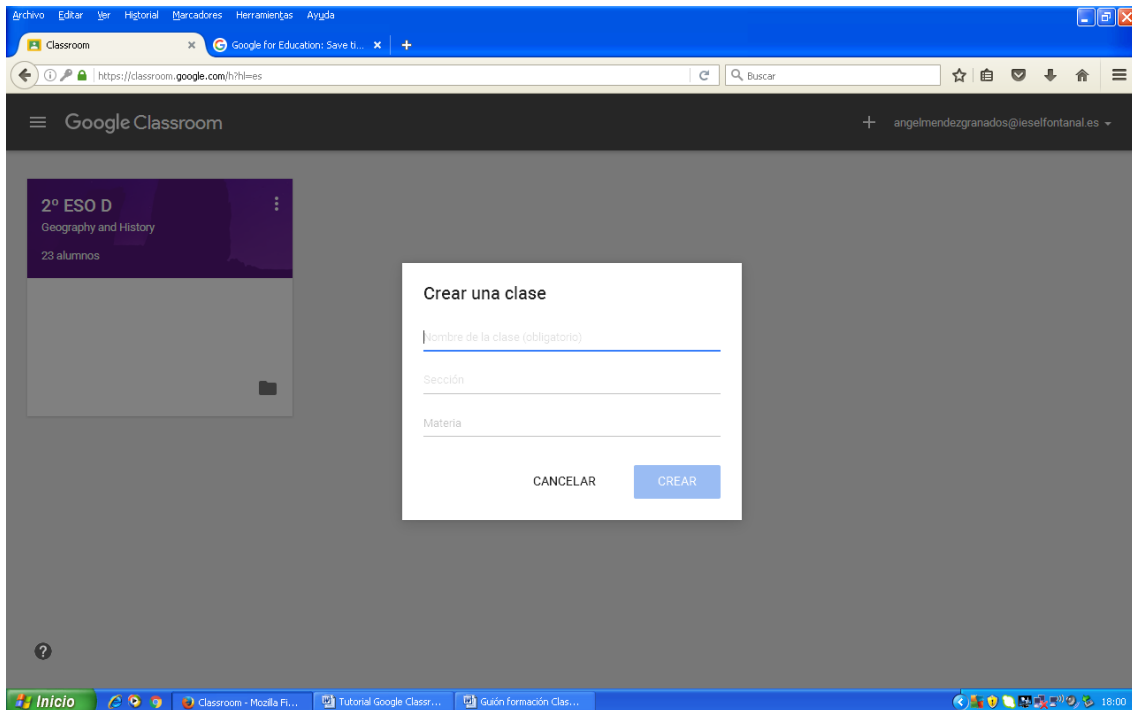 Archivo Editar Ver Historial Marcadores Herramientas Ayuda
Classroom
Google for Education: Save ti...
https://classroom.google.com/h?hl=es
Buscar
Google Classroom
angelmendezgranados@ieselfontanal.es
2º ESO D
Geography and History
23 alumnos
Crear una clase
Nombre de la clase (obligatorio)
Sección
Materia
CANCELAR CREAR
Inicio
Classroom - Mozilla Fi...
Tutorial Google Classr...
Guión formación Clas...
18:00